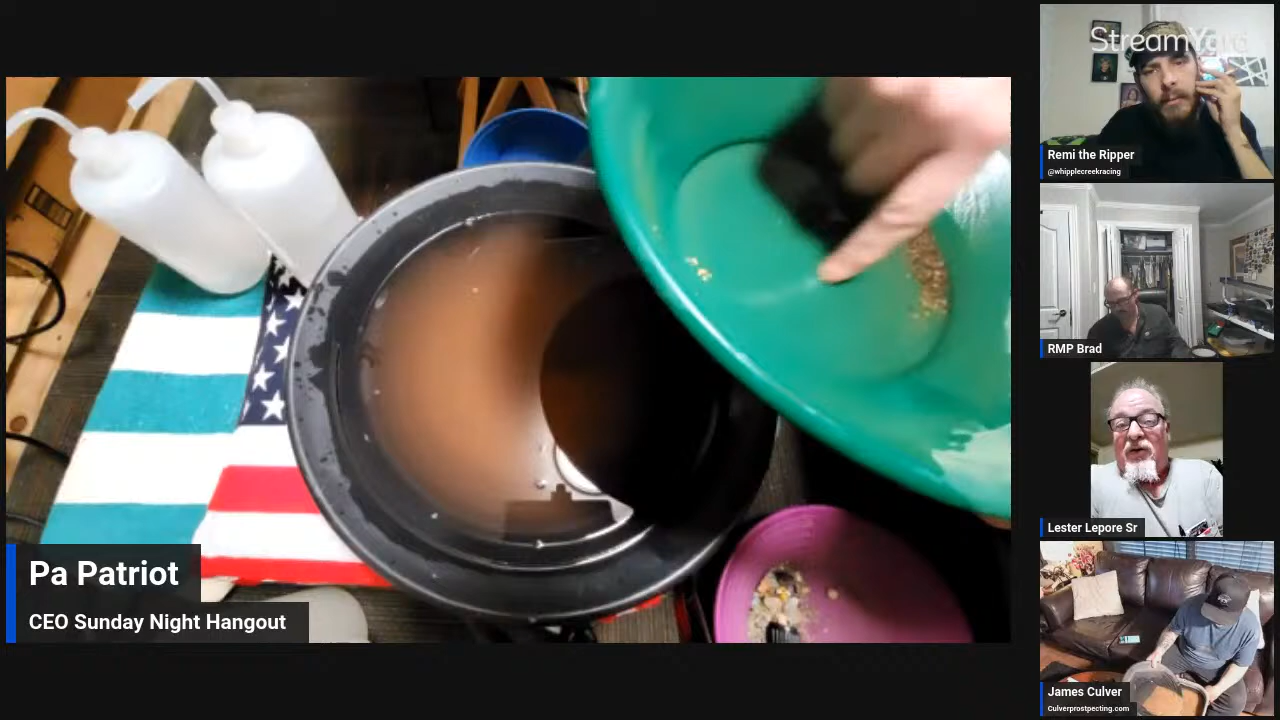 Pa Patriot
CEO Sunday Night Hangout
StreamYard
Remi the Ripper
@whipplecreekracing
RMP Brad
Lester Lepore Sr
James Culver
Culverprostpecting.com